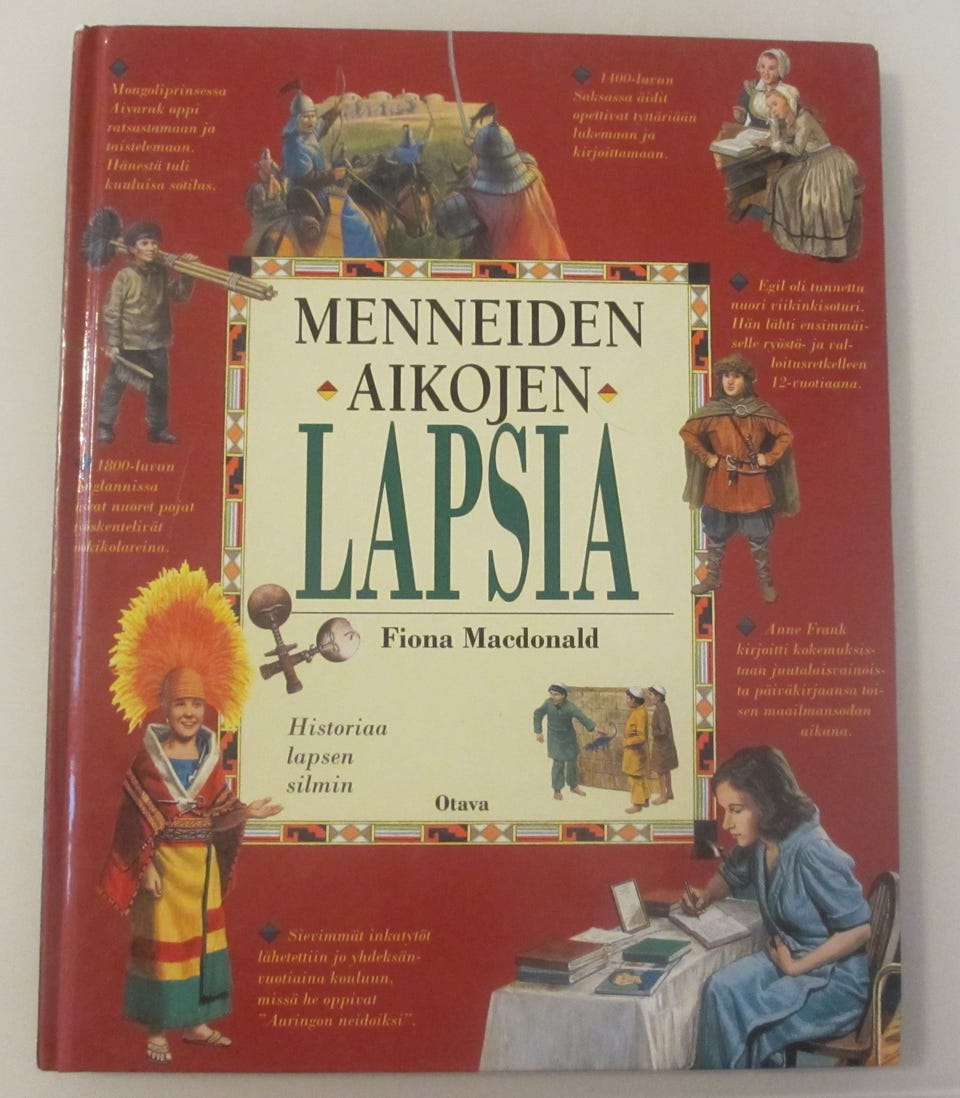 Mongoliprinsessa
Aiyaruk oppi
ratsastamaan ja
taistelemaan.
Hänestä tuli
kuuluisa sotilas.
1400-luvun
Saksassa äidit
opettivat tyttäriään
lukemaan ja
kirjoittamaan.
Egil oli tunnettu
nuori viikinkisoturi.
Hän lähti ensimmäi-
selle ryöstö- ja val-
loitusretkelleen
12-vuotiaana.
MENNEIDEN
AIKOJEN
LAPSIA
Fiona Macdonald
Historiaa
lapsen
silmin
Otava
1800-luvun
nuoret pojat
Anne Frank
kirjoitti kokemuksis-
taan juutalaisvainois-
ta päiväkirjaansa toi-
sen maailmansodan
aikana.
Sievimmät inkatytöt
lähetettiin jo yhdeksän-
vuotiaina kouluun,
missä he oppivat
"Auringon neidoiksi".